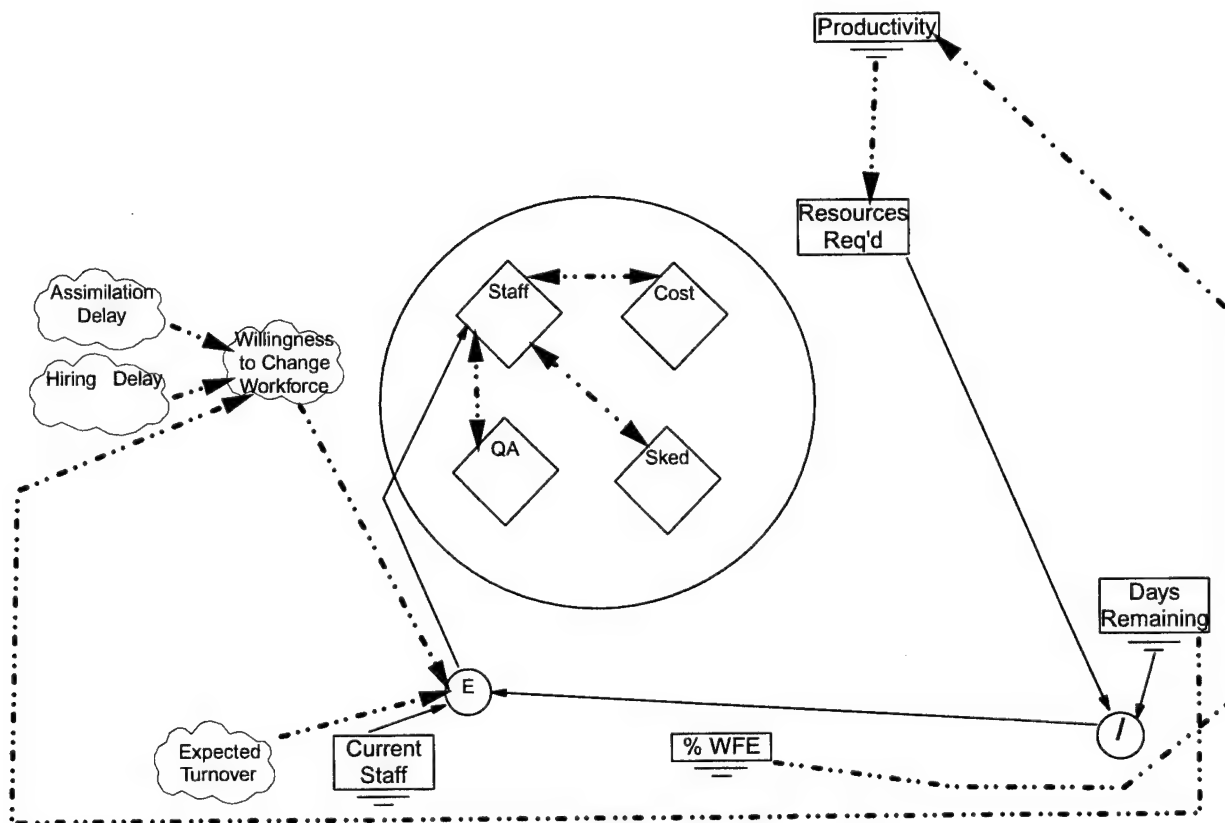 Productivity
Resources
Req'd
Staff
Cost
Assimilation
Delay
Willingness
to Change
Workforce
Hiring Delay
QA
Sked
Days
Remaining
E
/
% WFE
Expected
Turnover
Current
Staff